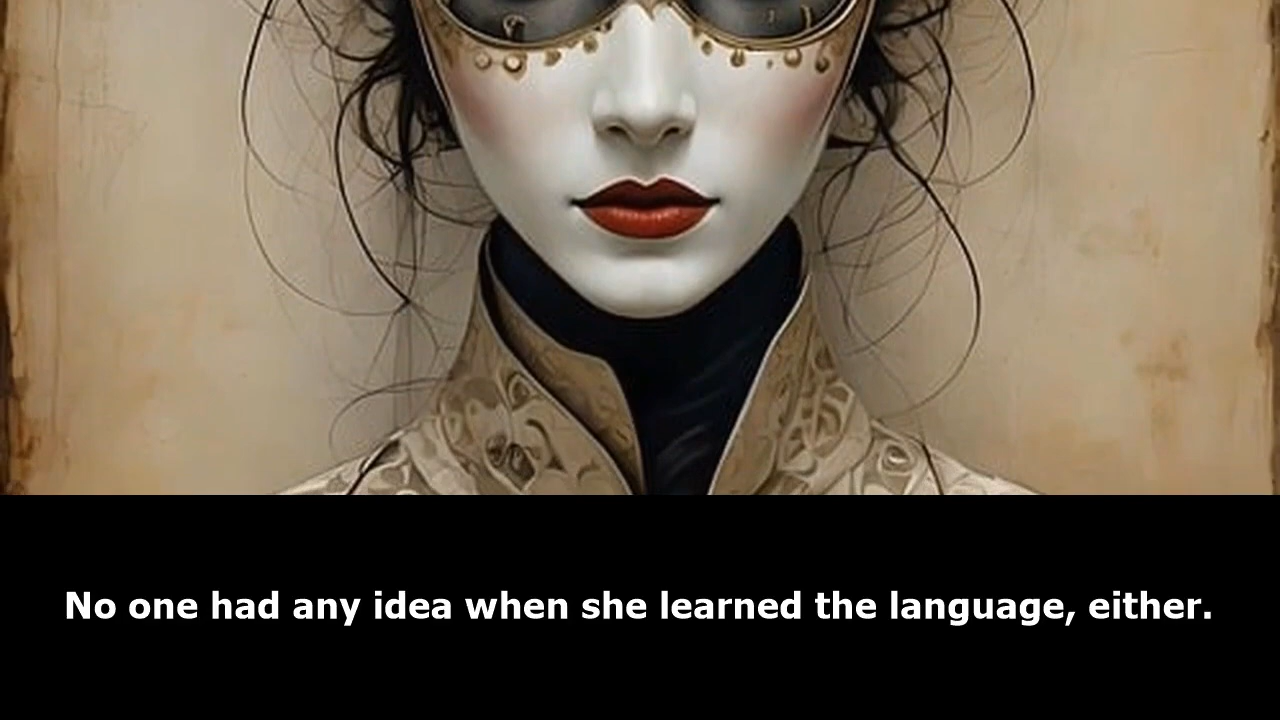 No one had any idea when she learned the language, either.